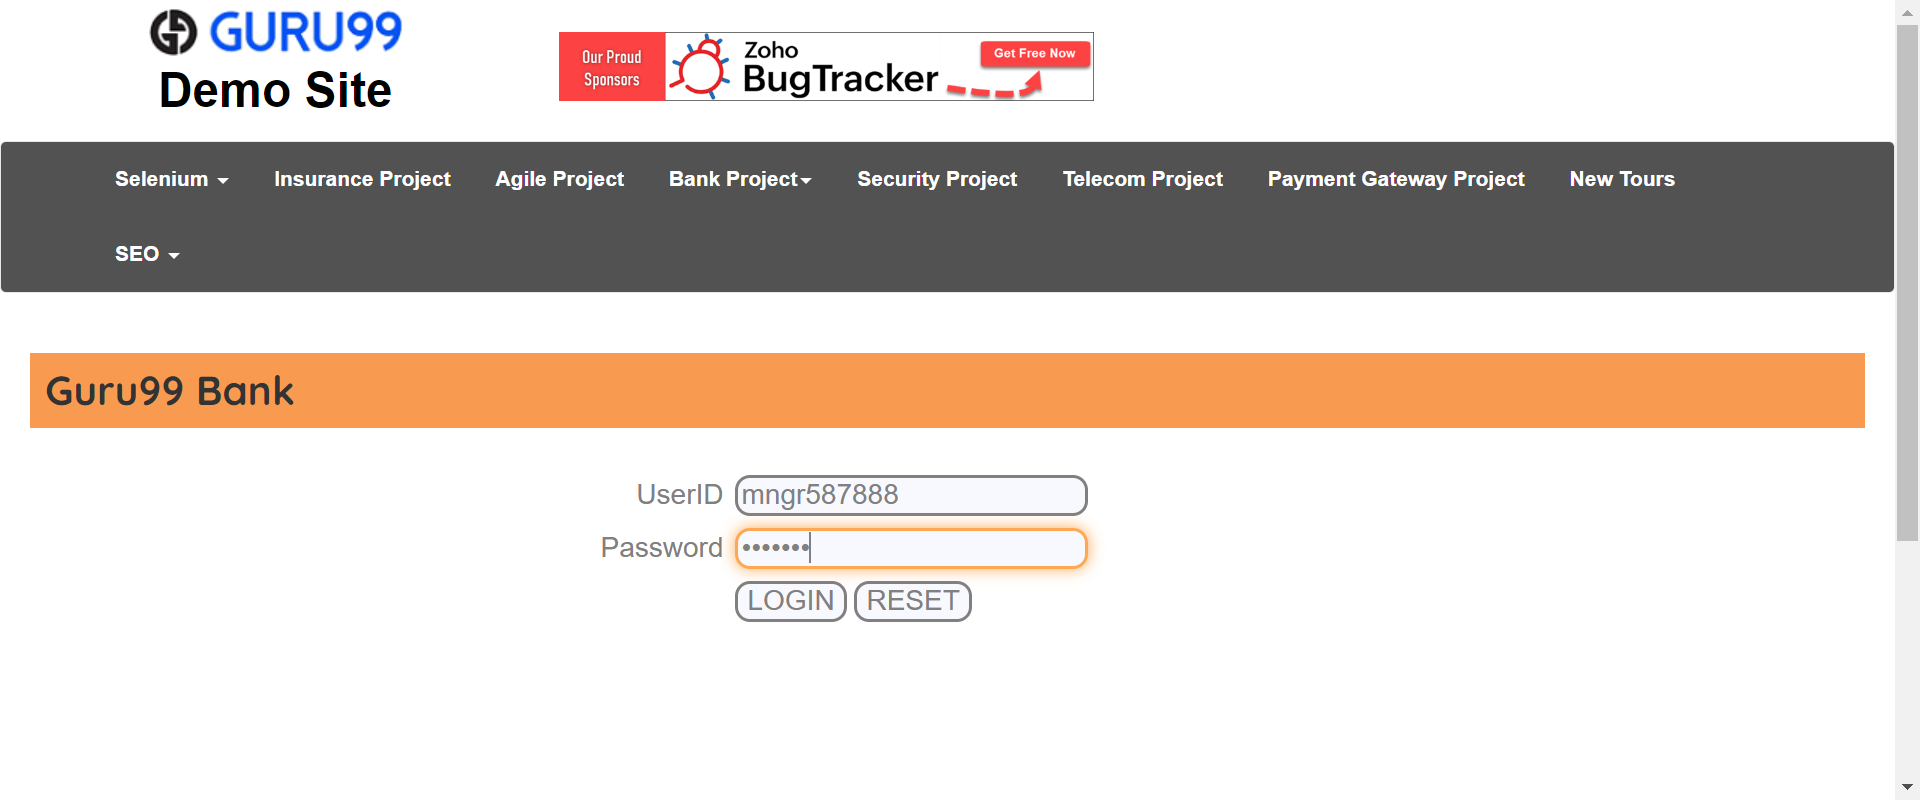 GURU99
Demo Site
Our Proud
Sponsors
Zoho
BugTracker
Get Free Now
Selenium
Insurance Project
Agile Project
Bank Project
Security Project
Telecom Project
Payment Gateway Project
New Tours
SEO
Guru99 Bank
UserID mngr587888
Password •••••••
LOGIN RESET